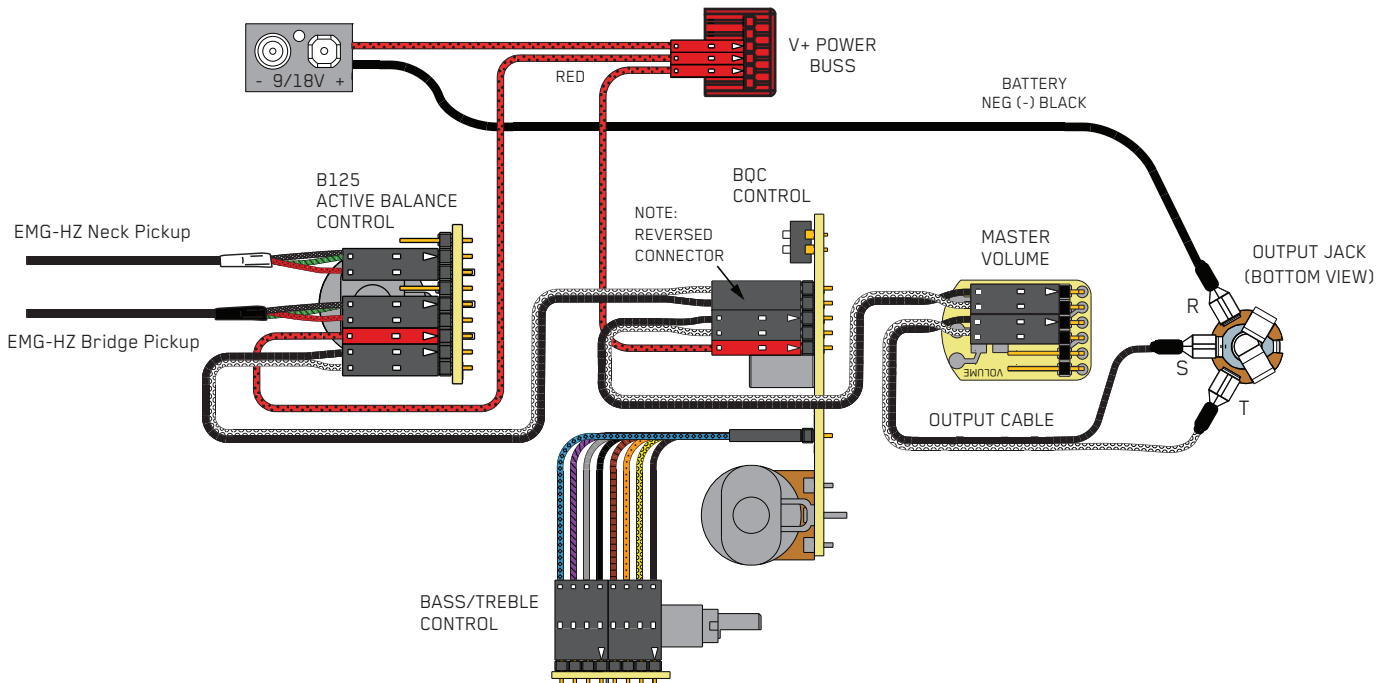 - 9/18V +
RED
V+ POWER
BUSS
BATTERY
NEG (-) BLACK
B125
ACTIVE BALANCE
CONTROL
EMG-HZ Neck Pickup
EMG-HZ Bridge Pickup
NOTE:
REVERSED
CONNECTOR
BQC
CONTROL
MASTER
VOLUME
VOLUME
OUTPUT JACK
(BOTTOM VIEW)
R
S
T
OUTPUT CABLE
BASS/TREBLE
CONTROL